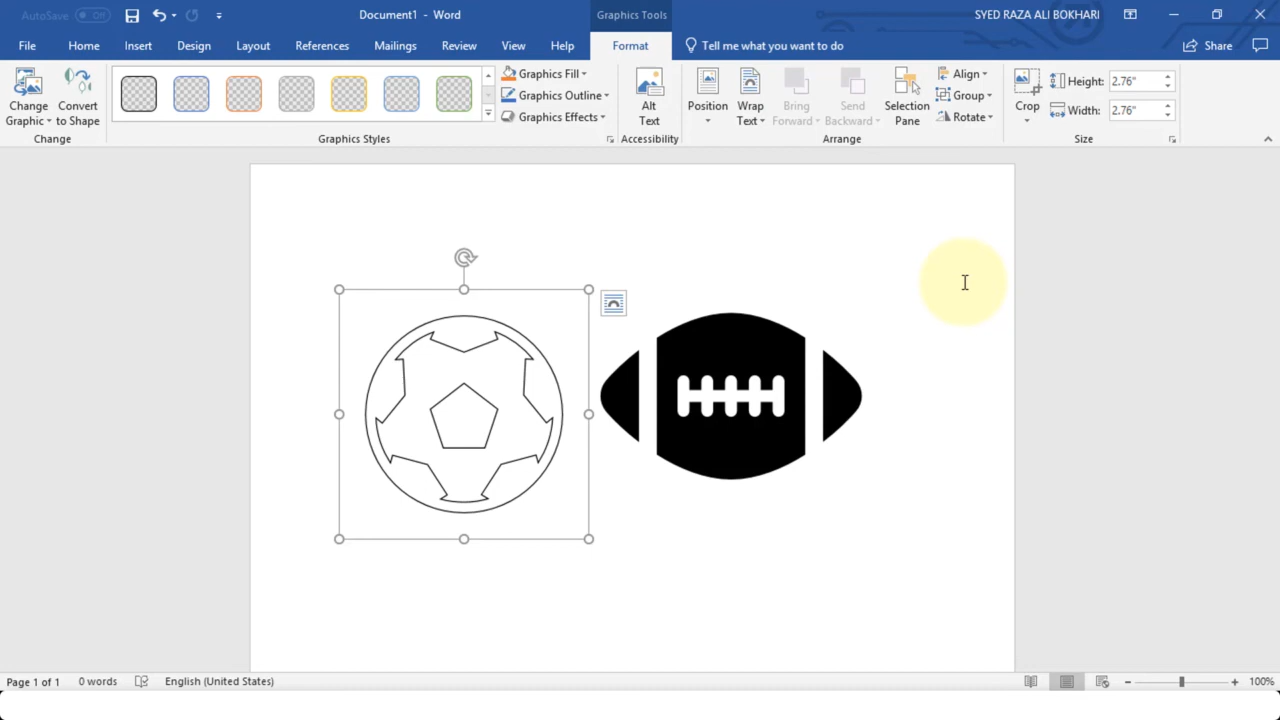 AutoSave Off Document1 - Word Graphics Tools SYED RAZA ALI BOKHARI
File Home Insert Design Layout References Mailings Review View Help Format Tell me what you want to do Share
Change Graphic
Convert to Shape
Change
Graphics Styles
Graphics Fill
Graphics Outline
Graphics Effects
Alt Text
Accessibility
Position
Wrap Text
Bring Forward
Send Backward
Selection Pane
Align
Group
Rotate
Arrange
Crop
Height: 2.76"
Width: 2.76"
Size
Page 1 of 1 0 words English (United States) 100%